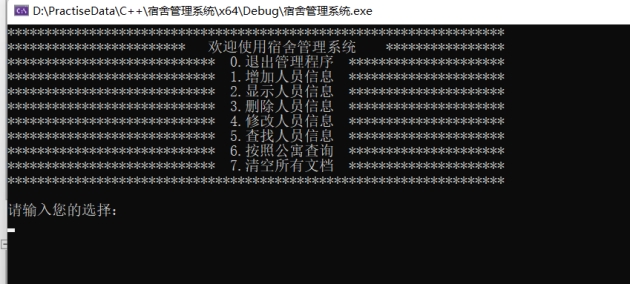 D:\PractiseData\C++\宿舍管理系统\x64\Debug\宿舍管理系统.exe
*******************************************************************
************************   欢迎使用宿舍管理系统    ****************
****************************  0.退出管理程序  *********************
****************************  1.增加人员信息  *********************
****************************  2.显示人员信息  *********************
****************************  3.删除人员信息  *********************
****************************  4.修改人员信息  *********************
****************************  5.查找人员信息  *********************
****************************  6.按照公寓查询  *********************
****************************  7.清空所有文档  *********************
*******************************************************************
请输入您的选择：